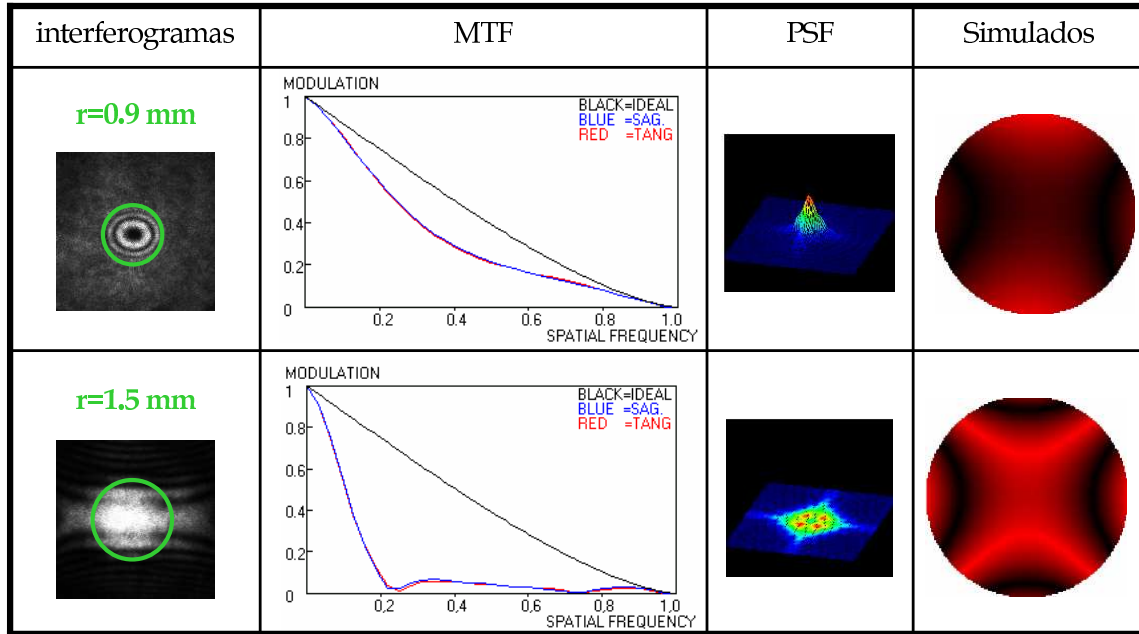 interferogramas
MTF
PSF
Simulados
r=0.9 mm
MODULATION
BLACK=IDEAL
BLUE =SAG.
RED =TANG
1
0.8
0.6
0.4
0.2
0
0.2
0.4
0.6
0.8
1.0
SPATIAL FREQUENCY
r=1.5 mm
MODULATION
BLACK=IDEAL
BLUE =SAG.
RED =TANG
1
0.8
0.6
0.4
0.2
0
0,2
0,4
0,6
0,8
1,0
SPATIAL FREQUENCY